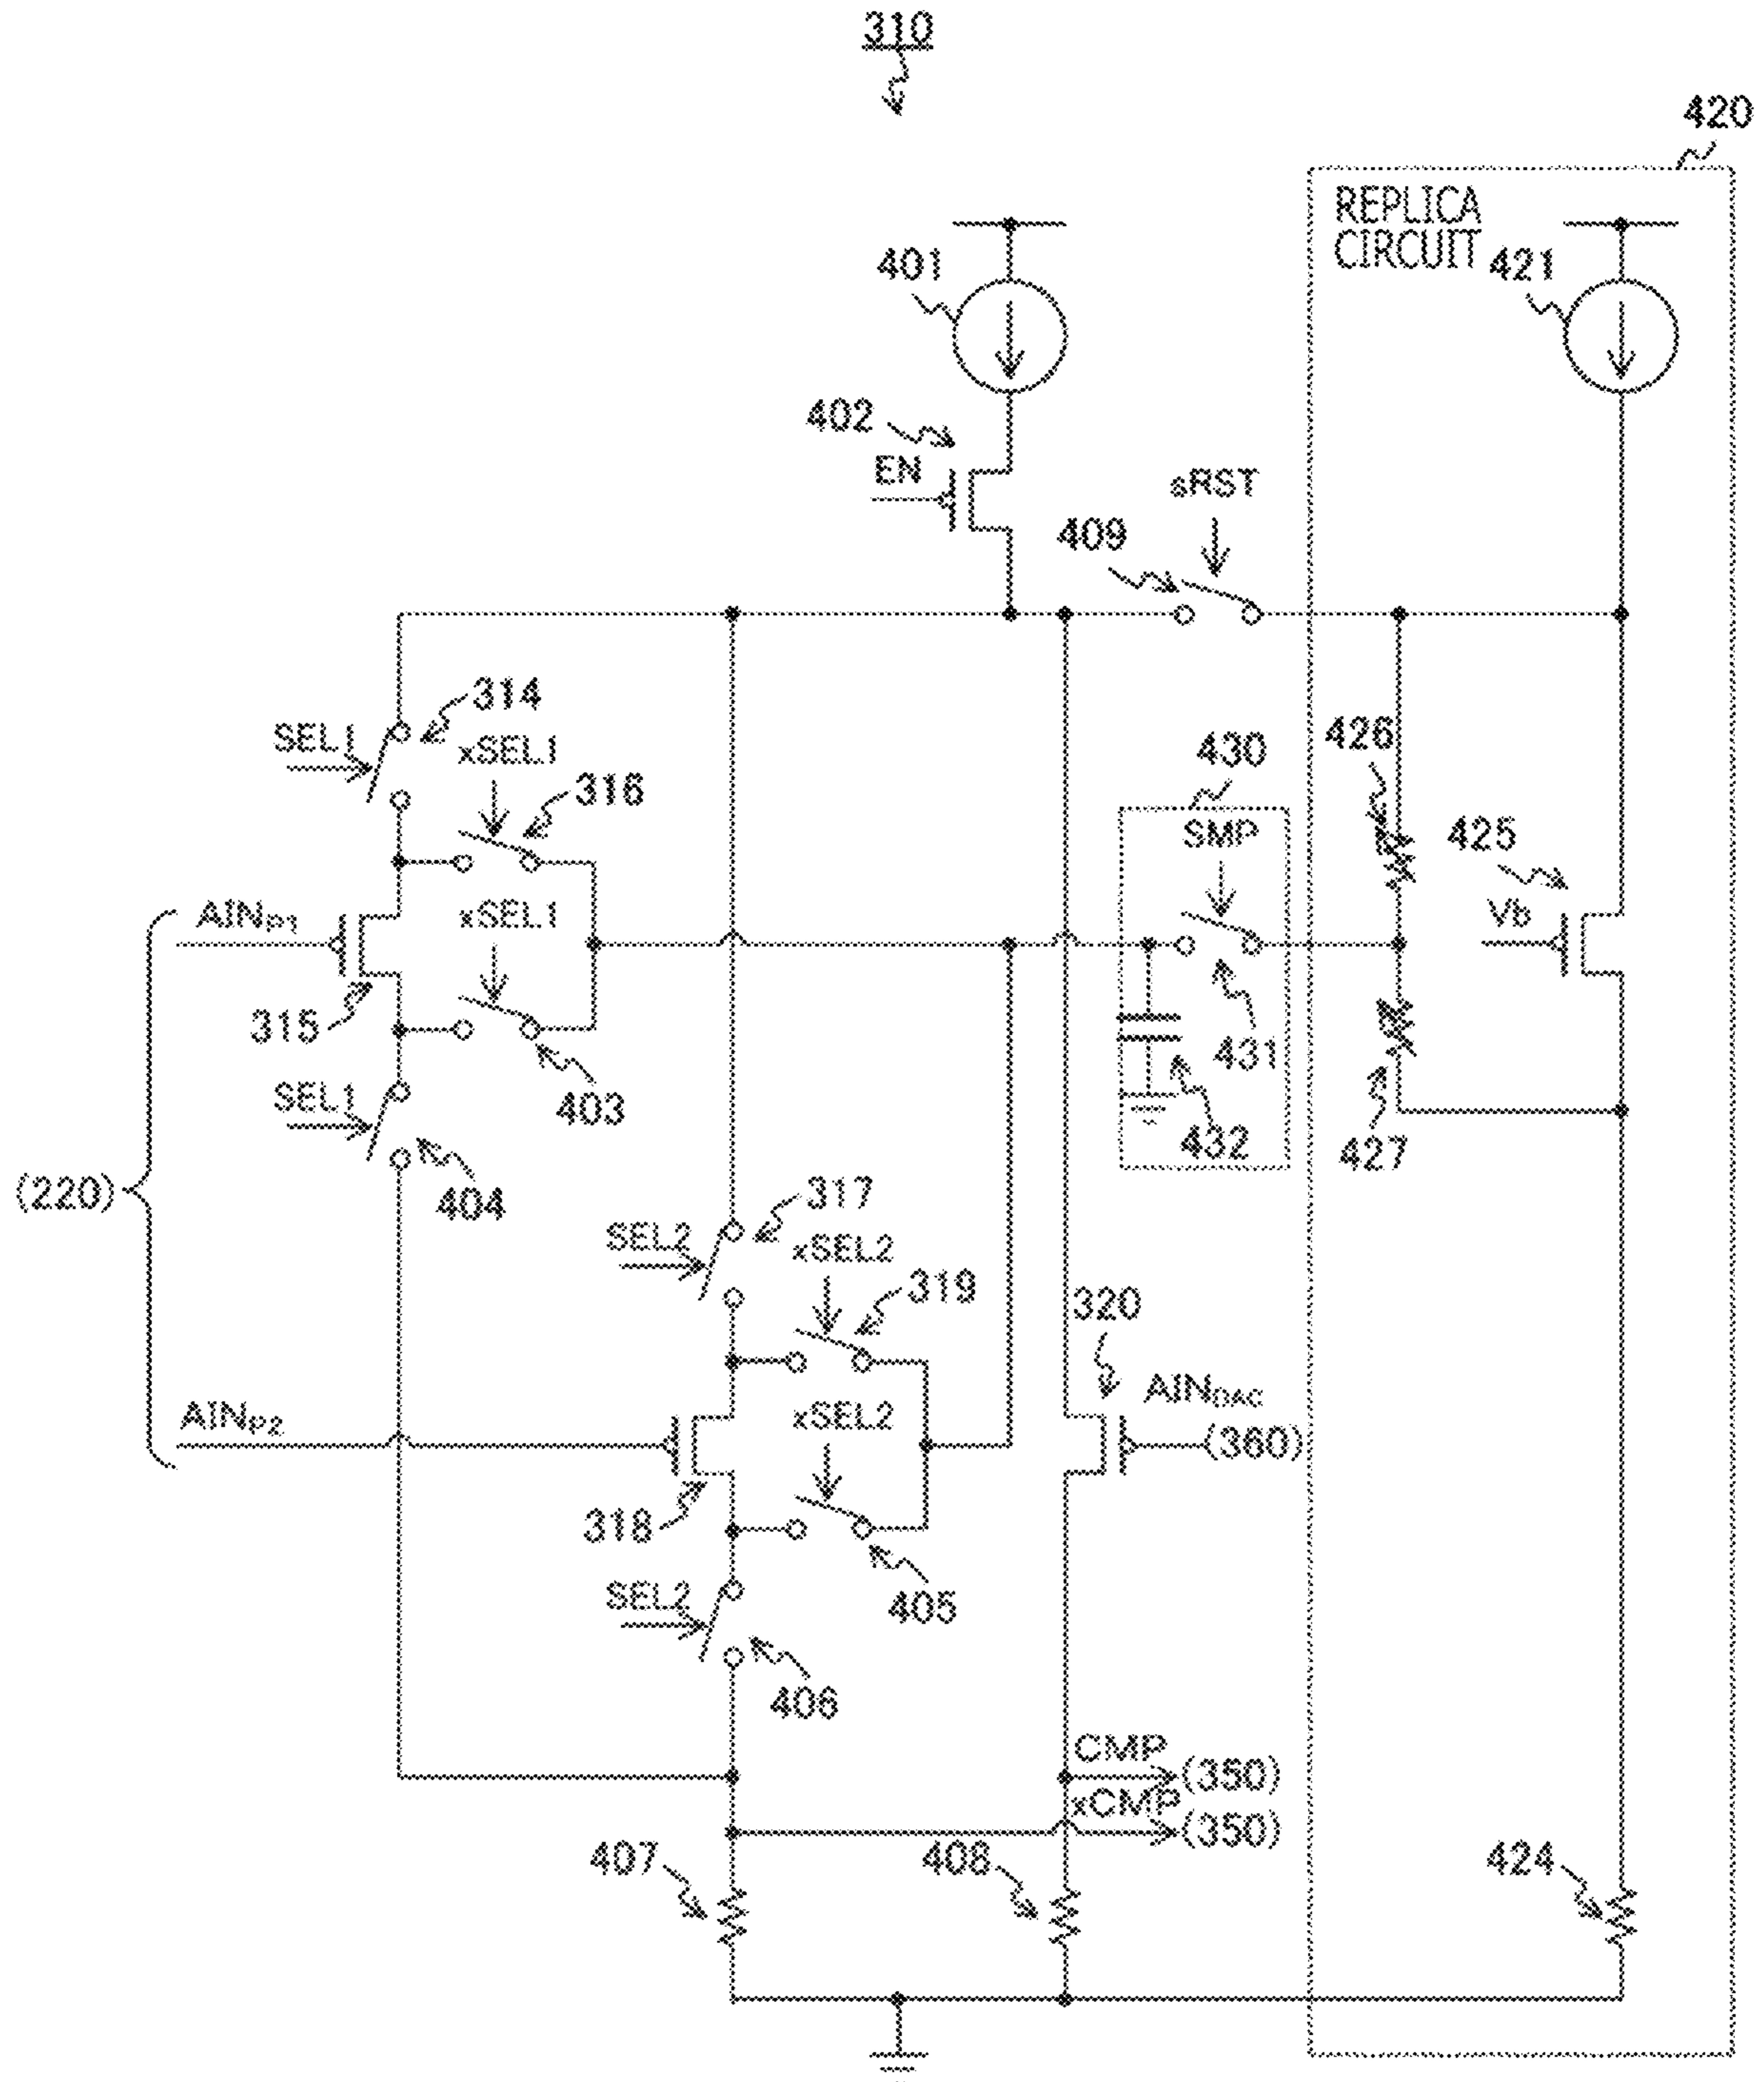 310
420
REPLICA
CIRCUIT
401
421
402
EN
sRST
409
314
SEL1
xSEL1
316
430
426
SMP
425
AINP1
xSEL1
Vb
315
431
SEL1
403
432
427
(220)
404
317
SEL2
xSEL2
319
320
AINP2
xSEL2
AINDAC
(360)
318
SEL2
405
406
CMP
(350)
xCMP
(350)
407
408
424